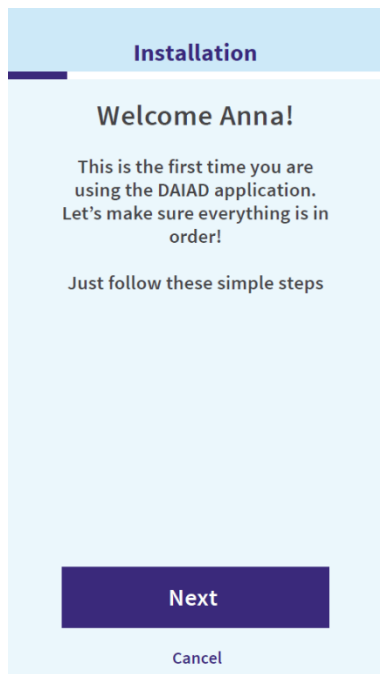 Installation
Welcome Anna!
This is the first time you are
using the DAIAD application.
Let’s make sure everything is in
order!
Just follow these simple steps
Next
Cancel